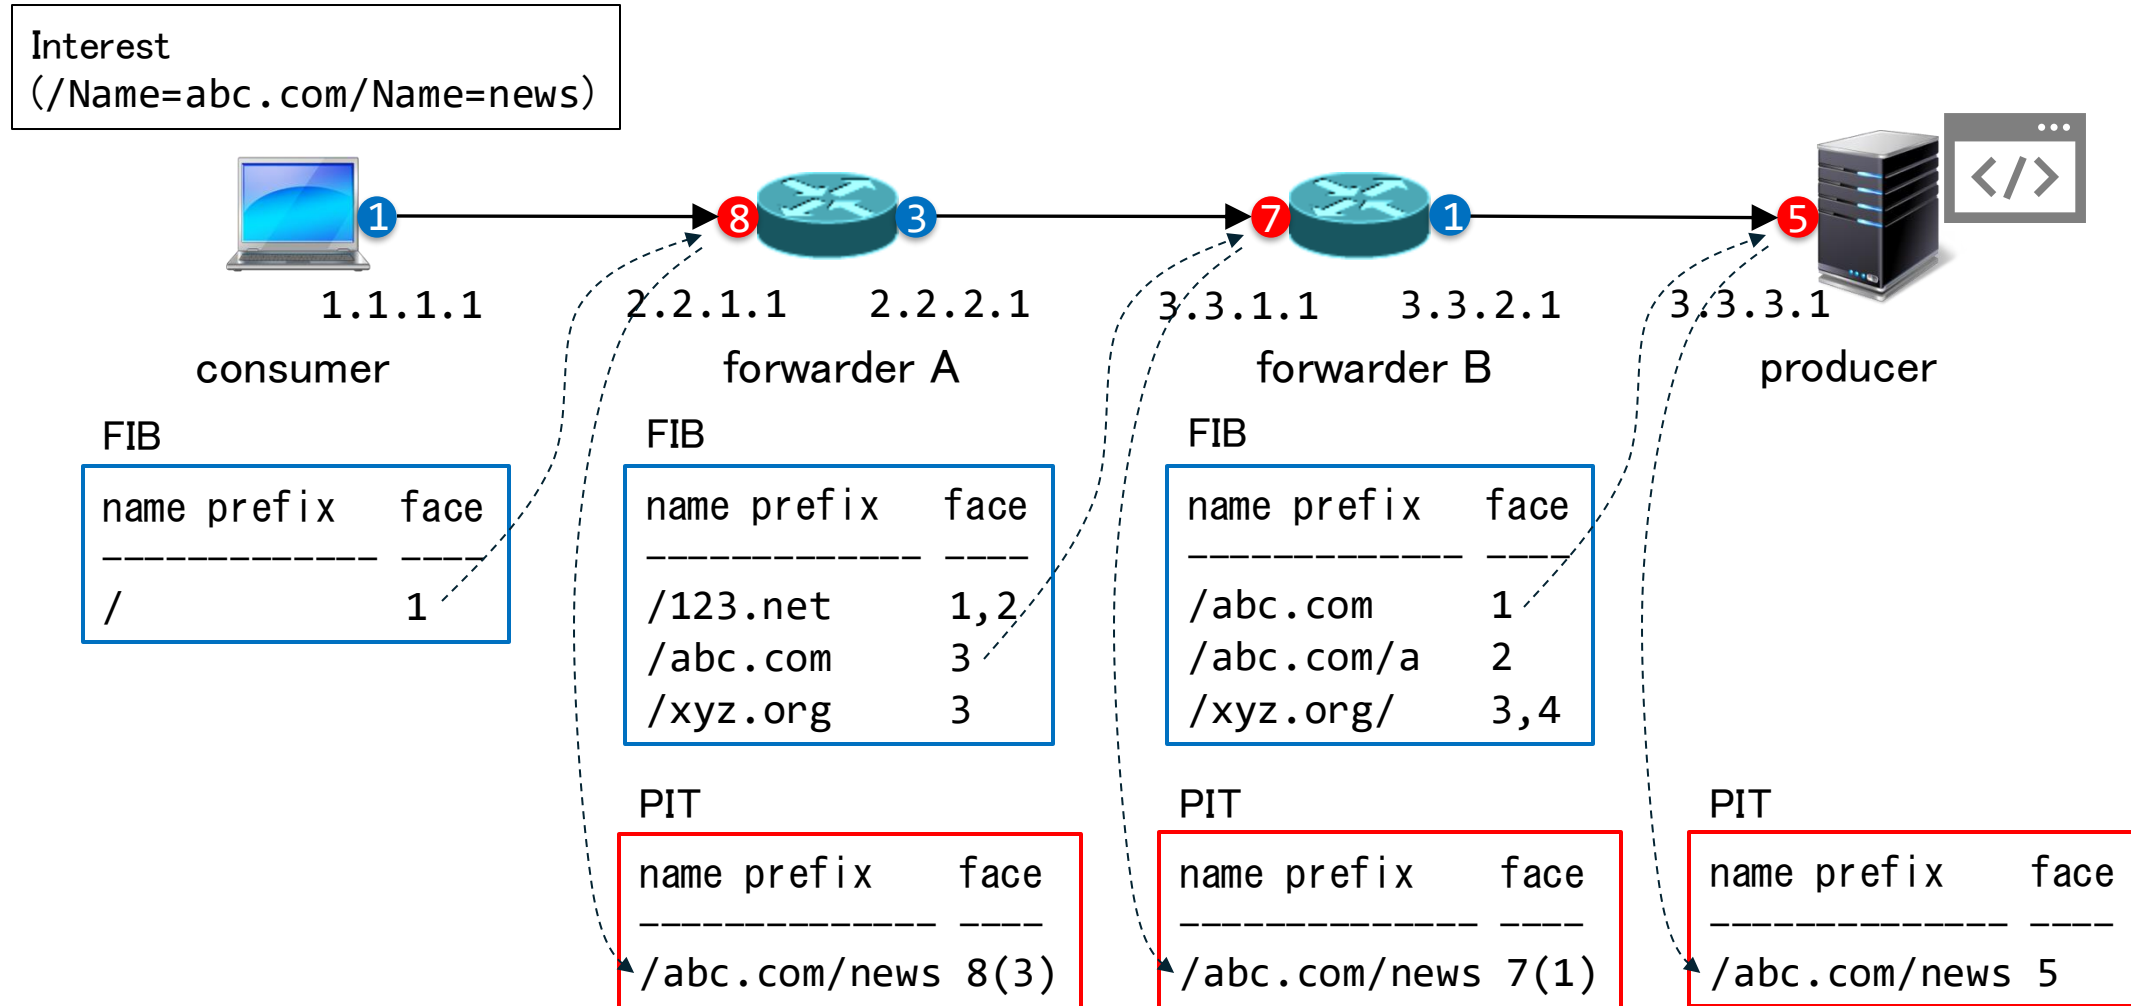 Interest
(/Name=abc.com/Name=news)
1
8
3
7
1
5
</>
1.1.1.1
2.2.1.1
2.2.2.1
3.3.1.1
3.3.2.1
3.3.3.1
consumer
forwarder A
forwarder B
producer
FIB
name prefix face
------------- ----
/ 1
FIB
name prefix face
------------- ----
/123.net 1,2
/abc.com 3
/xyz.org 3
FIB
name prefix face
------------- ----
/abc.com 1
/abc.com/a 2
/xyz.org/ 3,4
PIT
name prefix face
-------------- ----
/abc.com/news 8(3)
PIT
name prefix face
-------------- ----
/abc.com/news 7(1)
PIT
name prefix face
-------------- ----
/abc.com/news 5